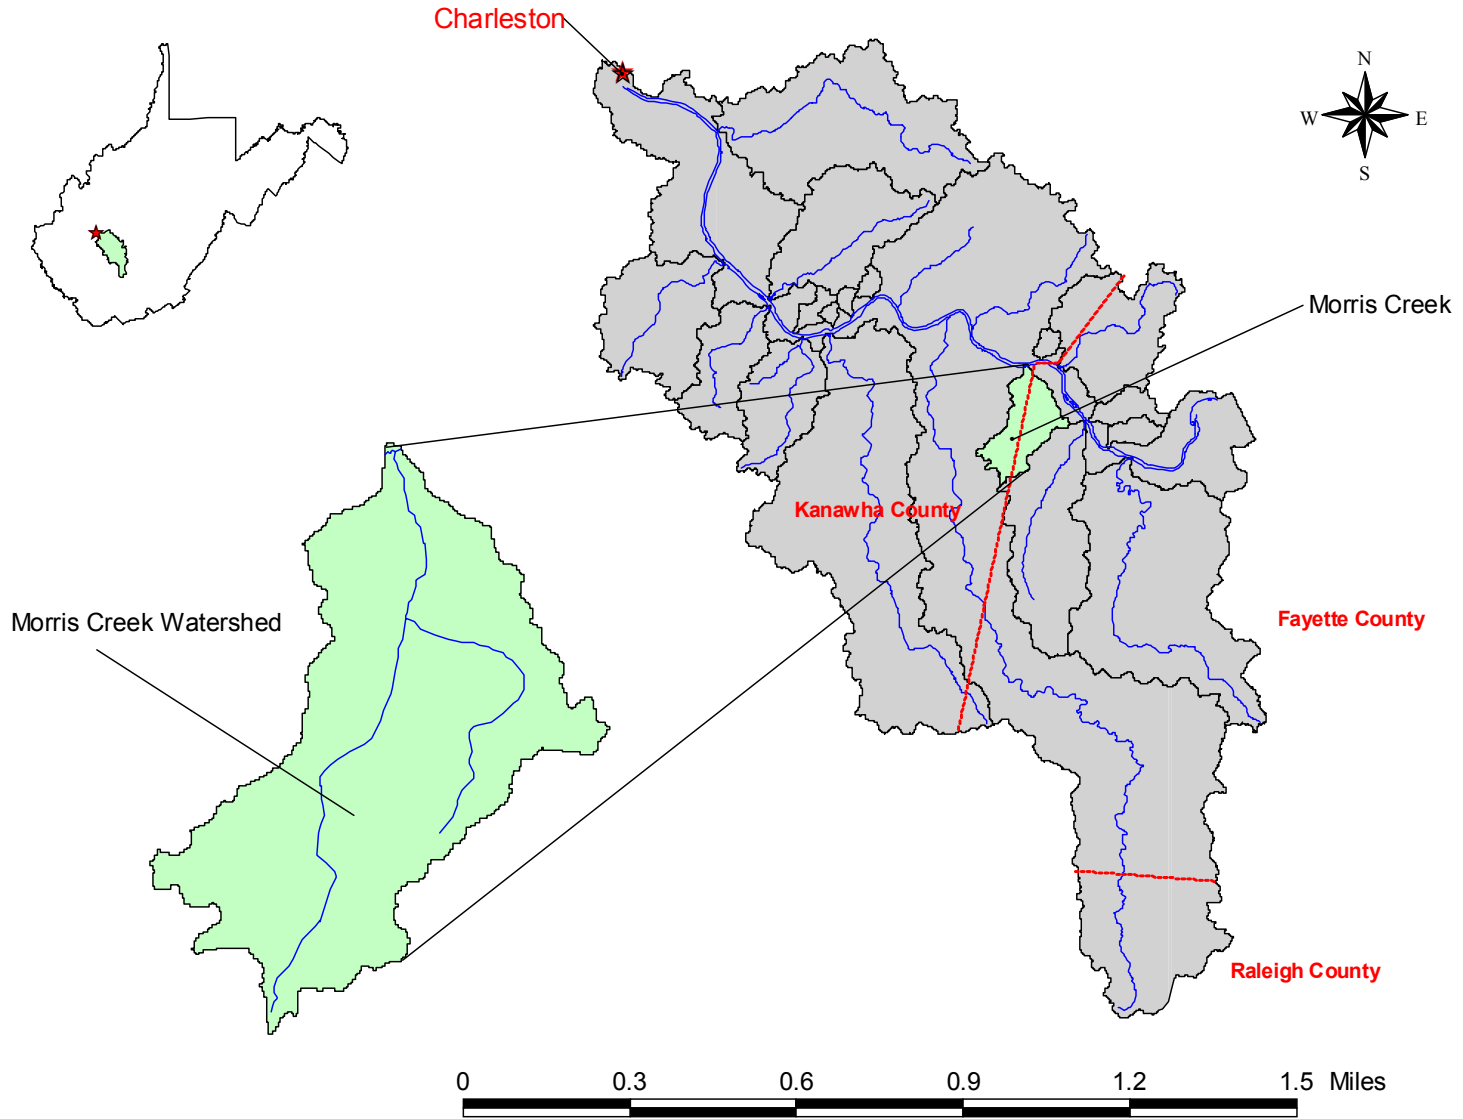 Charleston
N
W
E
S
Morris Creek
Kanawha County
Morris Creek Watershed
Fayette County
Raleigh County
0
0.3
0.6
0.9
1.2
1.5 Miles